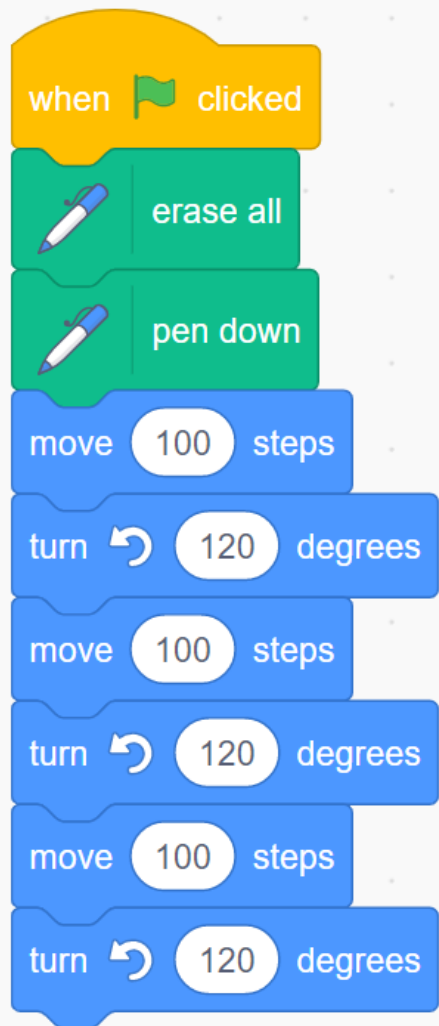 when clicked
erase all
pen down
move 100 steps
turn 120 degrees
move 100 steps
turn 120 degrees
move 100 steps
turn 120 degrees